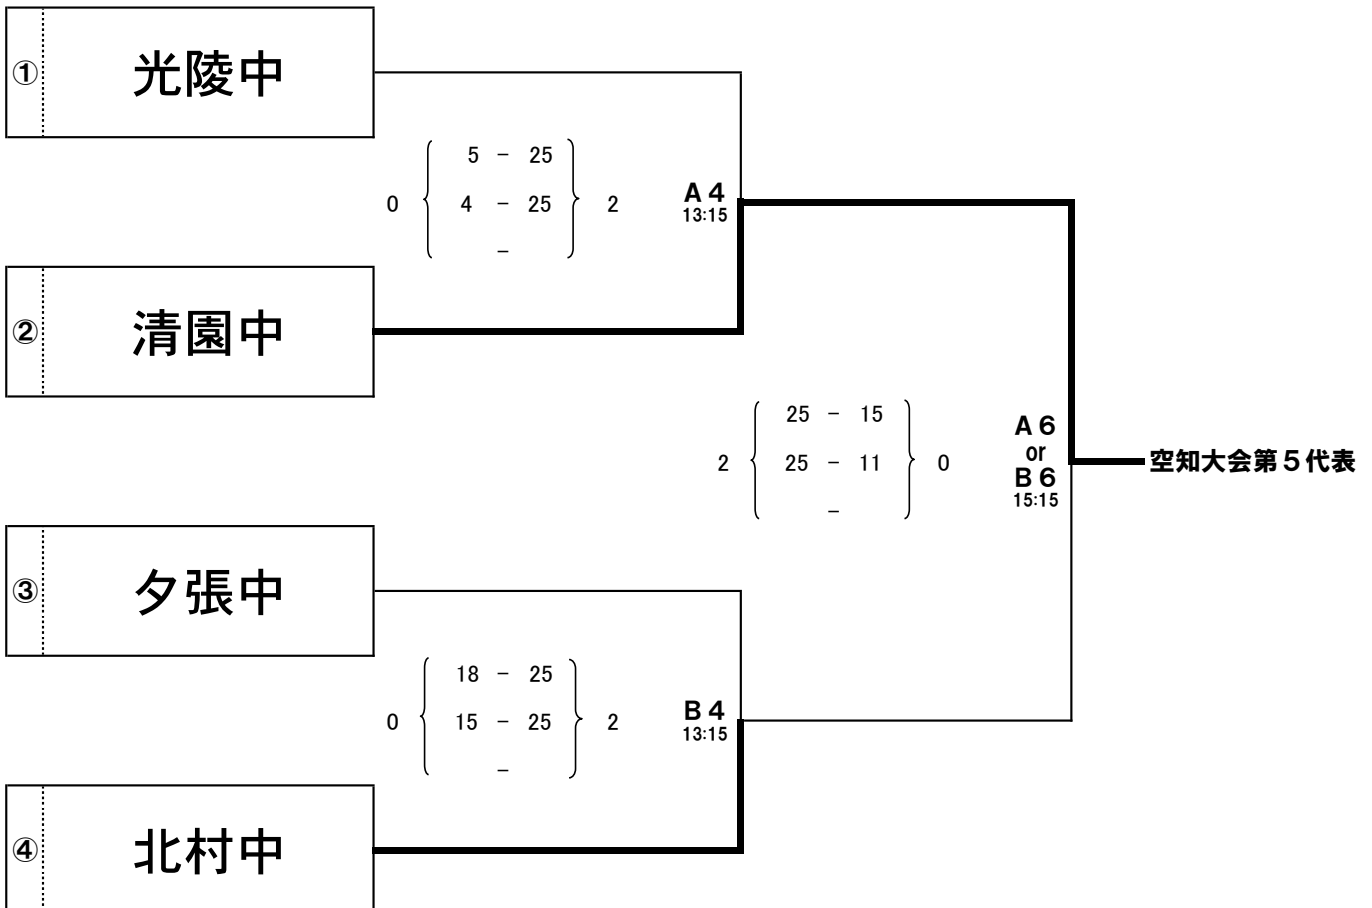 ① 光陵中
5 － 25
0 4 － 25 2
－
A4
13:15
② 清園中
25 － 15
2 25 － 11 0
－
A6
or
B6
15:15
空知大会第５代表
③ 夕張中
18 － 25
0 15 － 25 2
－
B4
13:15
④ 北村中